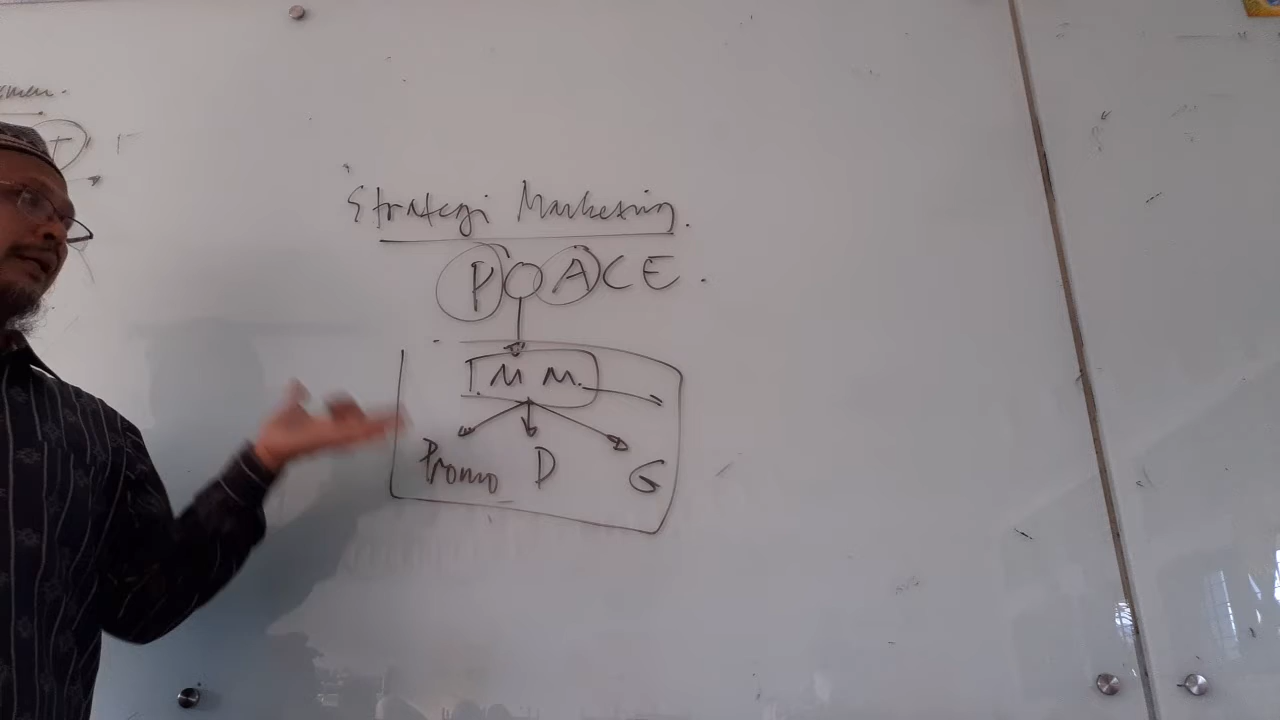 Strategi Marketing.
POACE.
I. M M.
Promo D G